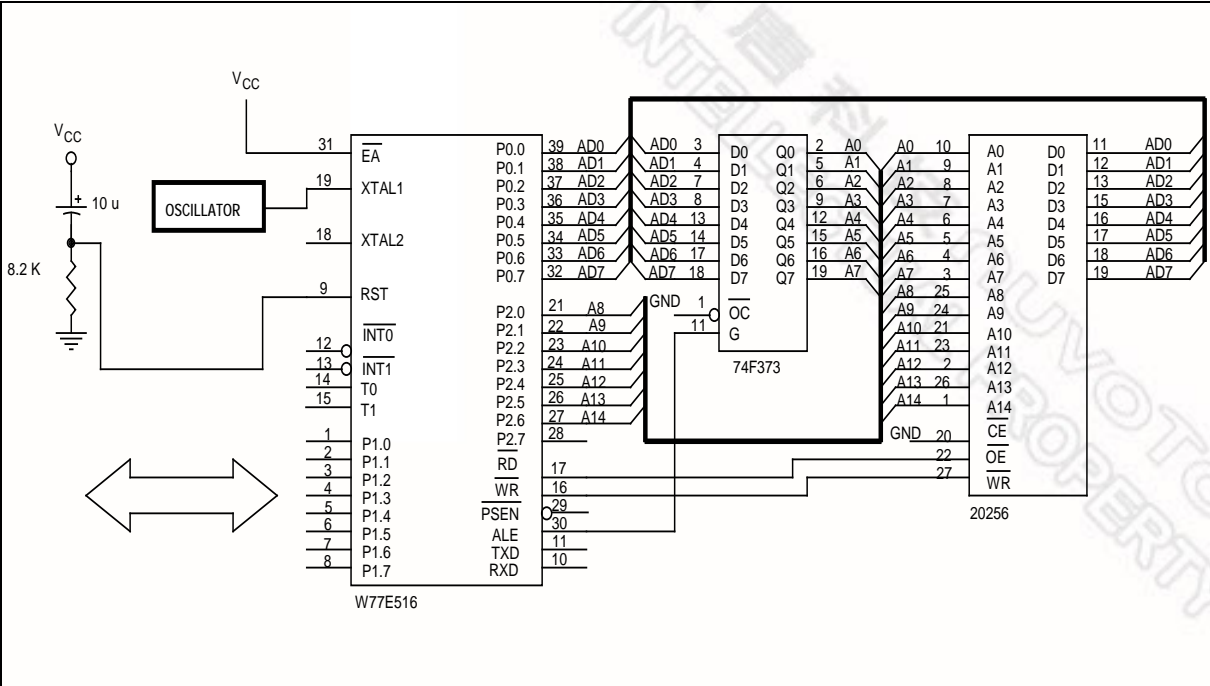 VCC
VCC
+ 10 u
8.2 K
OSCILLATOR
31 EA
19 XTAL1
18 XTAL2
9 RST
12 INT0
13 INT1
14 T0
15 T1
1 P1.0
2 P1.1
3 P1.2
4 P1.3
5 P1.4
6 P1.5
7 P1.6
8 P1.7
P0.0 39 AD0
P0.1 38 AD1
P0.2 37 AD2
P0.3 36 AD3
P0.4 35 AD4
P0.5 34 AD5
P0.6 33 AD6
P0.7 32 AD7
P2.0 21 A8
P2.1 22 A9
P2.2 23 A10
P2.3 24 A11
P2.4 25 A12
P2.5 26 A13
P2.6 27 A14
P2.7 28
RD 17
WR 16
PSEN 29
ALE 30
TXD 11
RXD 10
W77E516
AD0 3 D0 Q0 2 A0
AD1 4 D1 Q1 5 A1
AD2 7 D2 Q2 6 A2
AD3 8 D3 Q3 9 A3
AD4 13 D4 Q4 12 A4
AD5 14 D5 Q5 15 A5
AD6 17 D6 Q6 16 A6
AD7 18 D7 Q7 19 A7
GND 1 OC
11 G
74F373
A0 10 A0 D0 11 AD0
A1 9 A1 D1 12 AD1
A2 8 A2 D2 13 AD2
A3 7 A3 D3 15 AD3
A4 6 A4 D4 16 AD4
A5 5 A5 D5 17 AD5
A6 4 A6 D6 18 AD6
A7 3 A7 D7 19 AD7
A8 25 A8
A9 24 A9
A10 21 A10
A11 23 A11
A12 2 A12
A13 26 A13
A14 1 A14
GND 20 CE
22 OE
27 WR
20256
INTELLECTUAL PROPERTY